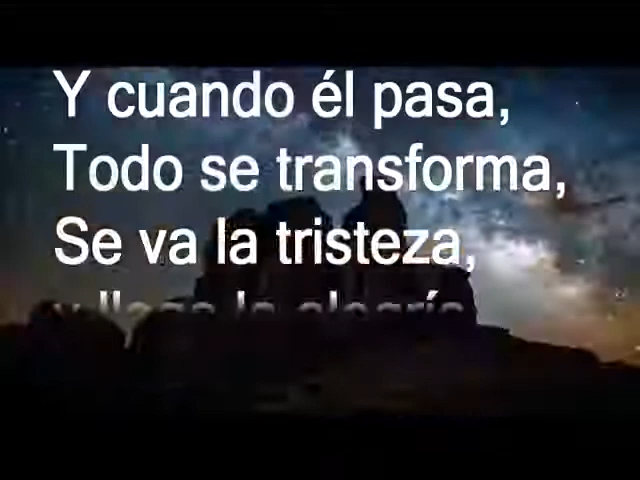 Y cuando él pasa,
Todo se transforma,
Se va la tristeza,
y llega la alegría